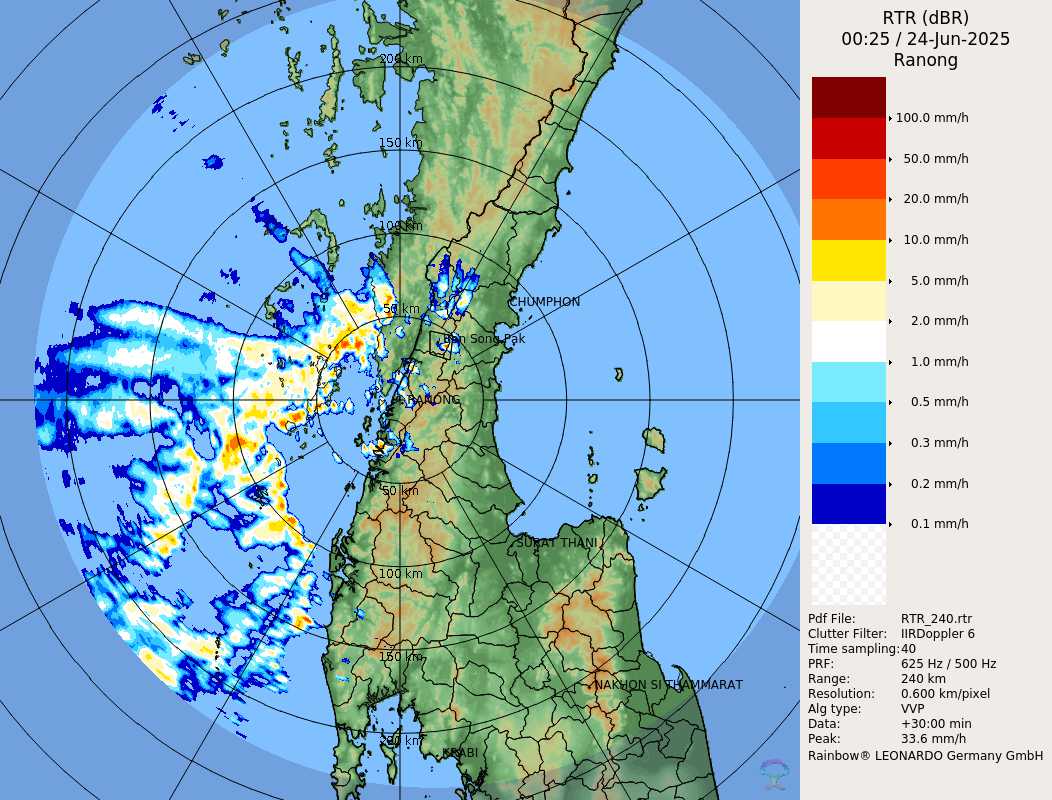 RTR (dBR)
00:25 / 24-Jun-2025
Ranong
100.0 mm/h
50.0 mm/h
20.0 mm/h
10.0 mm/h
5.0 mm/h
2.0 mm/h
1.0 mm/h
0.5 mm/h
0.3 mm/h
0.2 mm/h
0.1 mm/h
Pdf File: RTR_240.rtr
Clutter Filter: IIRDoppler 6
Time sampling:40
PRF: 625 Hz / 500 Hz
Range: 240 km
Resolution: 0.600 km/pixel
Alg type: VVP
Data: +30:00 min
Peak: 33.6 mm/h
Rainbow® LEONARDO Germany GmbH
200 km
150 km
100 km
50 km
CHUMPHON
Ban Song Pak
RANONG
50 km
SURAT THANI
100 km
150 km
NAKHON SI THAMMARAT
200 km
KRABI